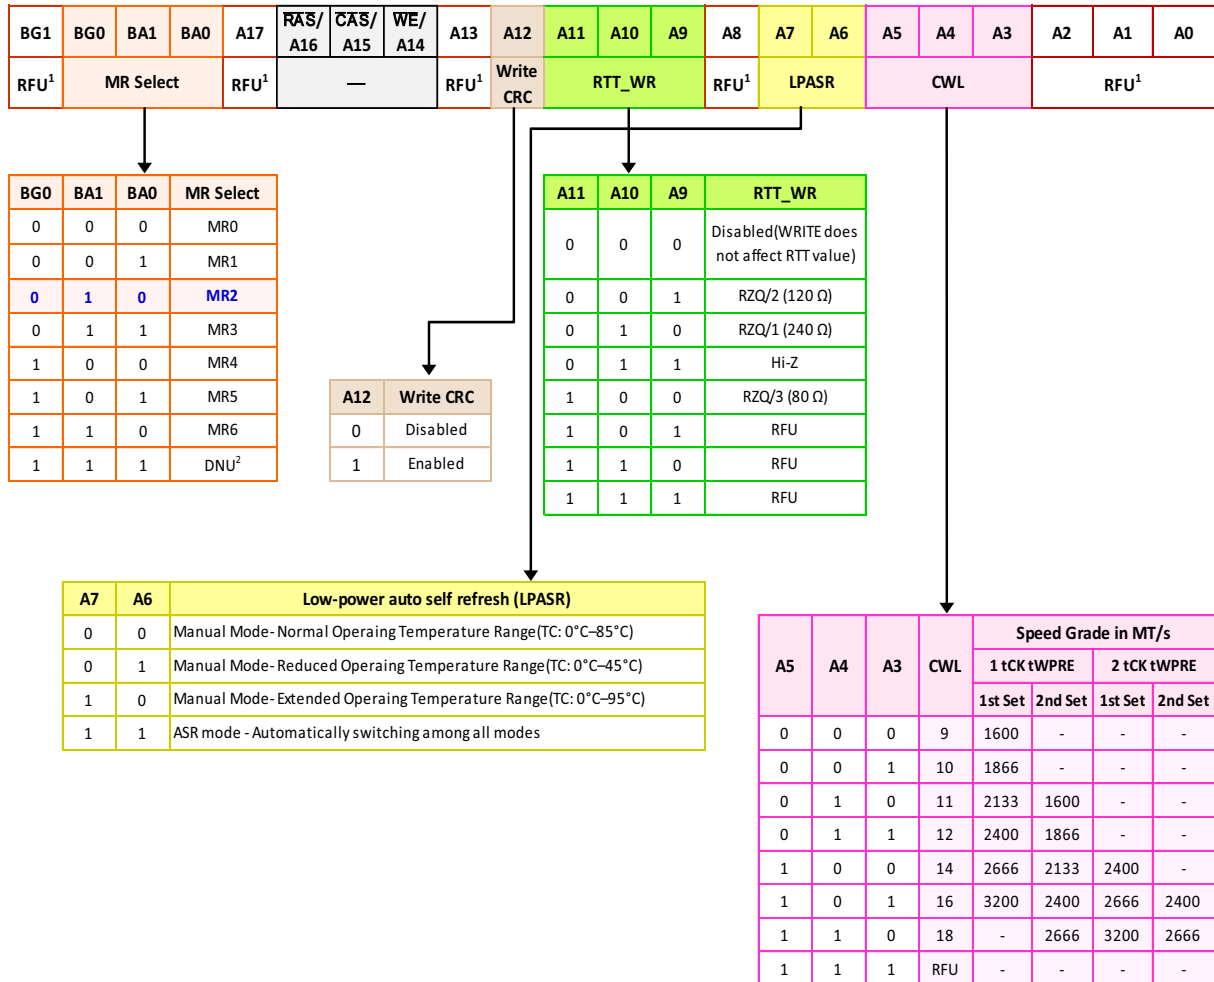 BG1 BG0 BA1 BA0 A17 RAS/ A16 CAS/ A15 WE/ A14 A13 A12 A11 A10 A9 A8 A7 A6 A5 A4 A3 A2 A1 A0
RFU1 MR Select RFU1 — RFU1 Write CRC RTT_WR RFU1 LPASR CWL RFU1
BG0 BA1 BA0 MR Select
0 0 0 MR0
0 0 1 MR1
0 1 0 MR2
0 1 1 MR3
1 0 0 MR4
1 0 1 MR5
1 1 0 MR6
1 1 1 DNU2
A12 Write CRC
0 Disabled
1 Enabled
A11 A10 A9 RTT_WR
0 0 0 Disabled(WRITE does
not affect RTT value)
0 0 1 RZQ/2 (120 Ω)
0 1 0 RZQ/1 (240 Ω)
0 1 1 Hi-Z
1 0 0 RZQ/3 (80 Ω)
1 0 1 RFU
1 1 0 RFU
1 1 1 RFU
A7 A6 Low-power auto self refresh (LPASR)
0 0 Manual Mode- Normal Operaing Temperature Range(TC: 0°C–85°C)
0 1 Manual Mode- Reduced Operaing Temperature Range(TC: 0°C–45°C)
1 0 Manual Mode- Extended Operaing Temperature Range(TC: 0°C–95°C)
1 1 ASR mode - Automatically switching among all modes
A5 A4 A3 CWL Speed Grade in MT/s
1 tCK tWPRE 2 tCK tWPRE
1st Set 2nd Set 1st Set 2nd Set
0 0 0 9 1600 - - -
0 0 1 10 1866 - - -
0 1 0 11 2133 1600 - -
0 1 1 12 2400 1866 - -
1 0 0 14 2666 2133 2400 -
1 0 1 16 3200 2400 2666 2400
1 1 0 18 - 2666 3200 2666
1 1 1 RFU - - - -